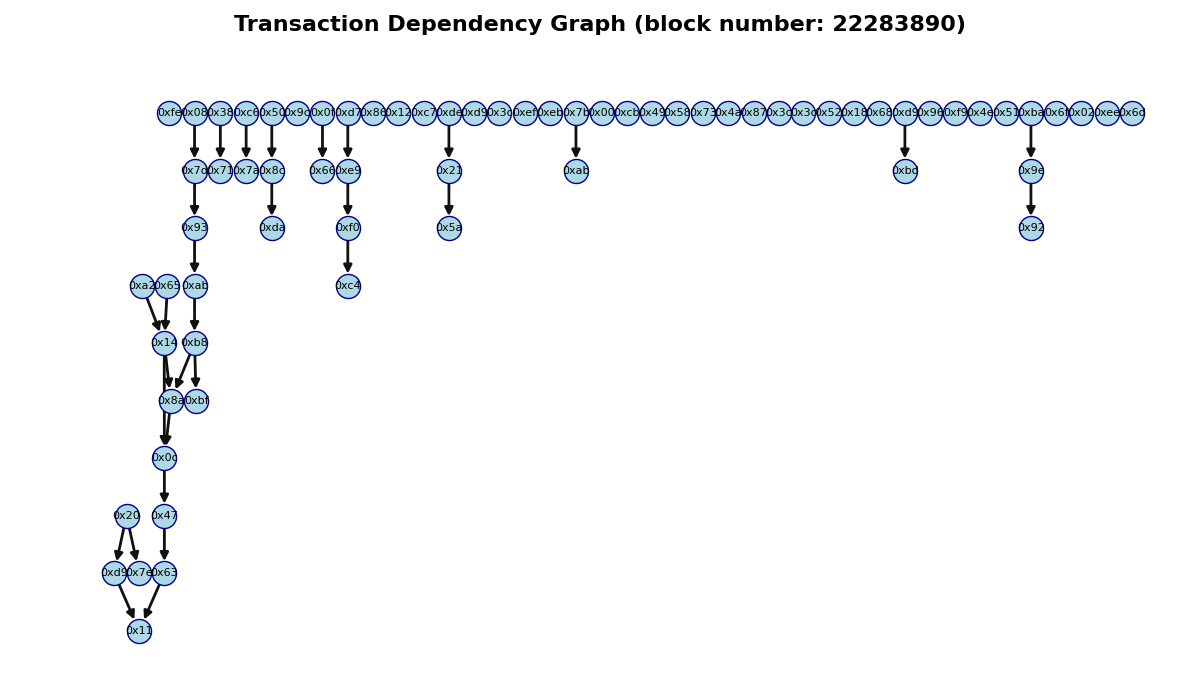 Transaction Dependency Graph (block number: 22283890)
0xfe 0x08 0x38 0xc6 0x50 0x9c 0x0f 0xd7 0x86 0x12 0xc7 0xde 0xd9 0x3c 0xef 0xeb 0x7b 0x00 0xcb 0x49 0x58 0x73 0x4a 0x87 0x3c 0x3c 0x52 0x18 0x68 0xd9 0x96 0xf9 0x4e 0x51 0xba 0x6f 0x02 0xee 0x6d
0x7d 0x71 0x7a 0x8c 0x66 0xe9 0x21 0xab 0xbd 0x9e
0x93 0xda 0xf0 0x5a 0x92
0xa2 0x65 0xab 0xc4
0x14 0xb8
0x8a 0xbf
0x0c
0x20 0x47
0xd9 0x7e 0x63
0x11